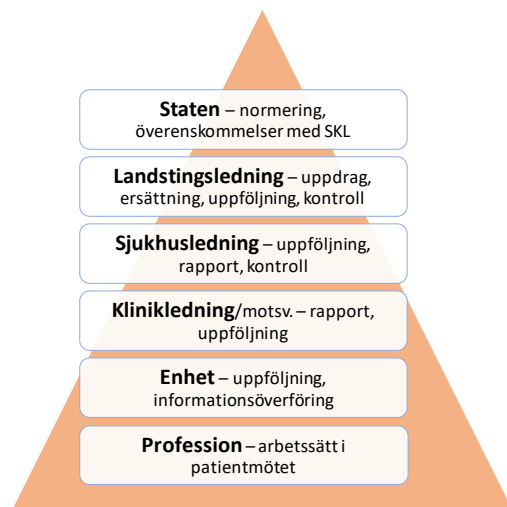 Staten – normering,
överenskommelser med SKL
Landstingsledning – uppdrag,
ersättning, uppföljning, kontroll
Sjukhusledning – uppföljning,
rapport, kontroll
Klinikledning/motsv. – rapport,
uppföljning
Enhet – uppföljning,
informationsöverföring
Profession – arbetssätt i
patientmötet